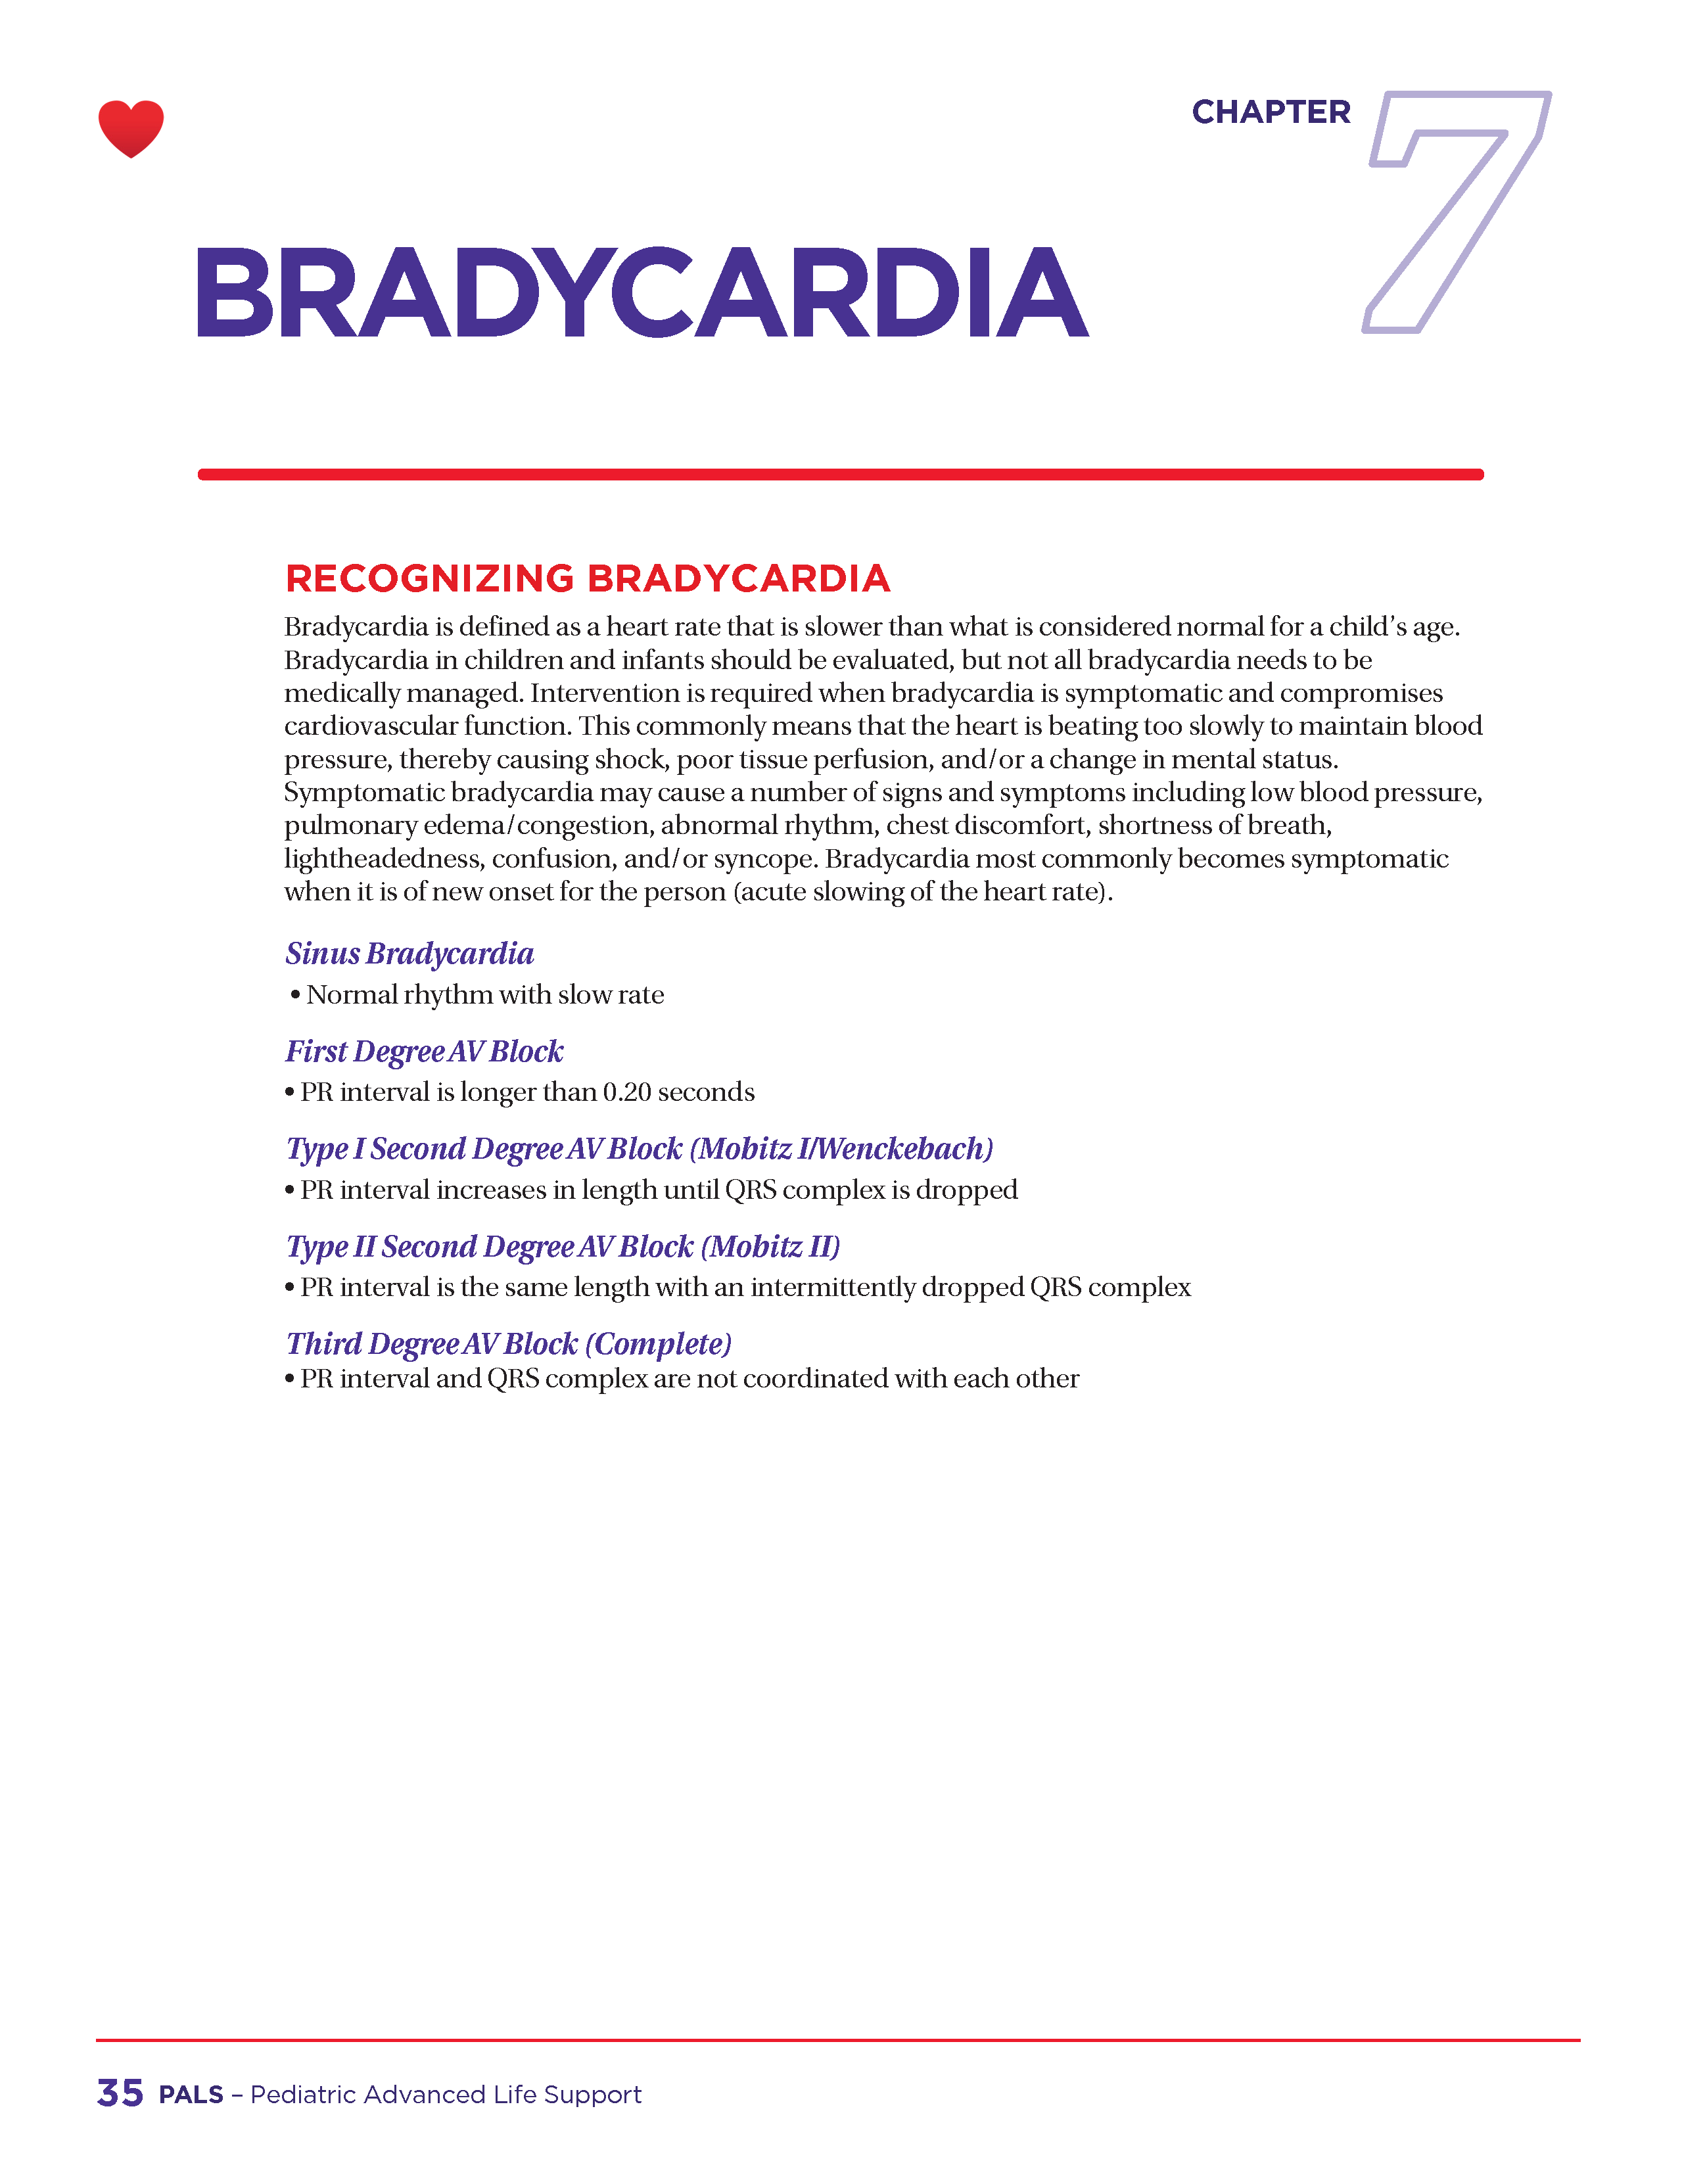 CHAPTER 7
BRADYCARDIA
RECOGNIZING BRADYCARDIA
Bradycardia is defined as a heart rate that is slower than what is considered normal for a child's age.
Bradycardia in children and infants should be evaluated, but not all bradycardia needs to be
medically managed. Intervention is required when bradycardia is symptomatic and compromises
cardiovascular function. This commonly means that the heart is beating too slowly to maintain blood
pressure, thereby causing shock, poor tissue perfusion, and/or a change in mental status.
Symptomatic bradycardia may cause a number of signs and symptoms including low blood pressure,
pulmonary edema/congestion, abnormal rhythm, chest discomfort, shortness of breath,
lightheadedness, confusion, and/or syncope. Bradycardia most commonly becomes symptomatic
when it is of new onset for the person (acute slowing of the heart rate).
Sinus Bradycardia
• Normal rhythm with slow rate
First Degree AV Block
• PR interval is longer than 0.20 seconds
Type I Second Degree AV Block (Mobitz I/Wenckebach)
• PR interval increases in length until QRS complex is dropped
Type II Second Degree AV Block (Mobitz II)
• PR interval is the same length with an intermittently dropped QRS complex
Third Degree AV Block (Complete)
• PR interval and QRS complex are not coordinated with each other
35 PALS – Pediatric Advanced Life Support